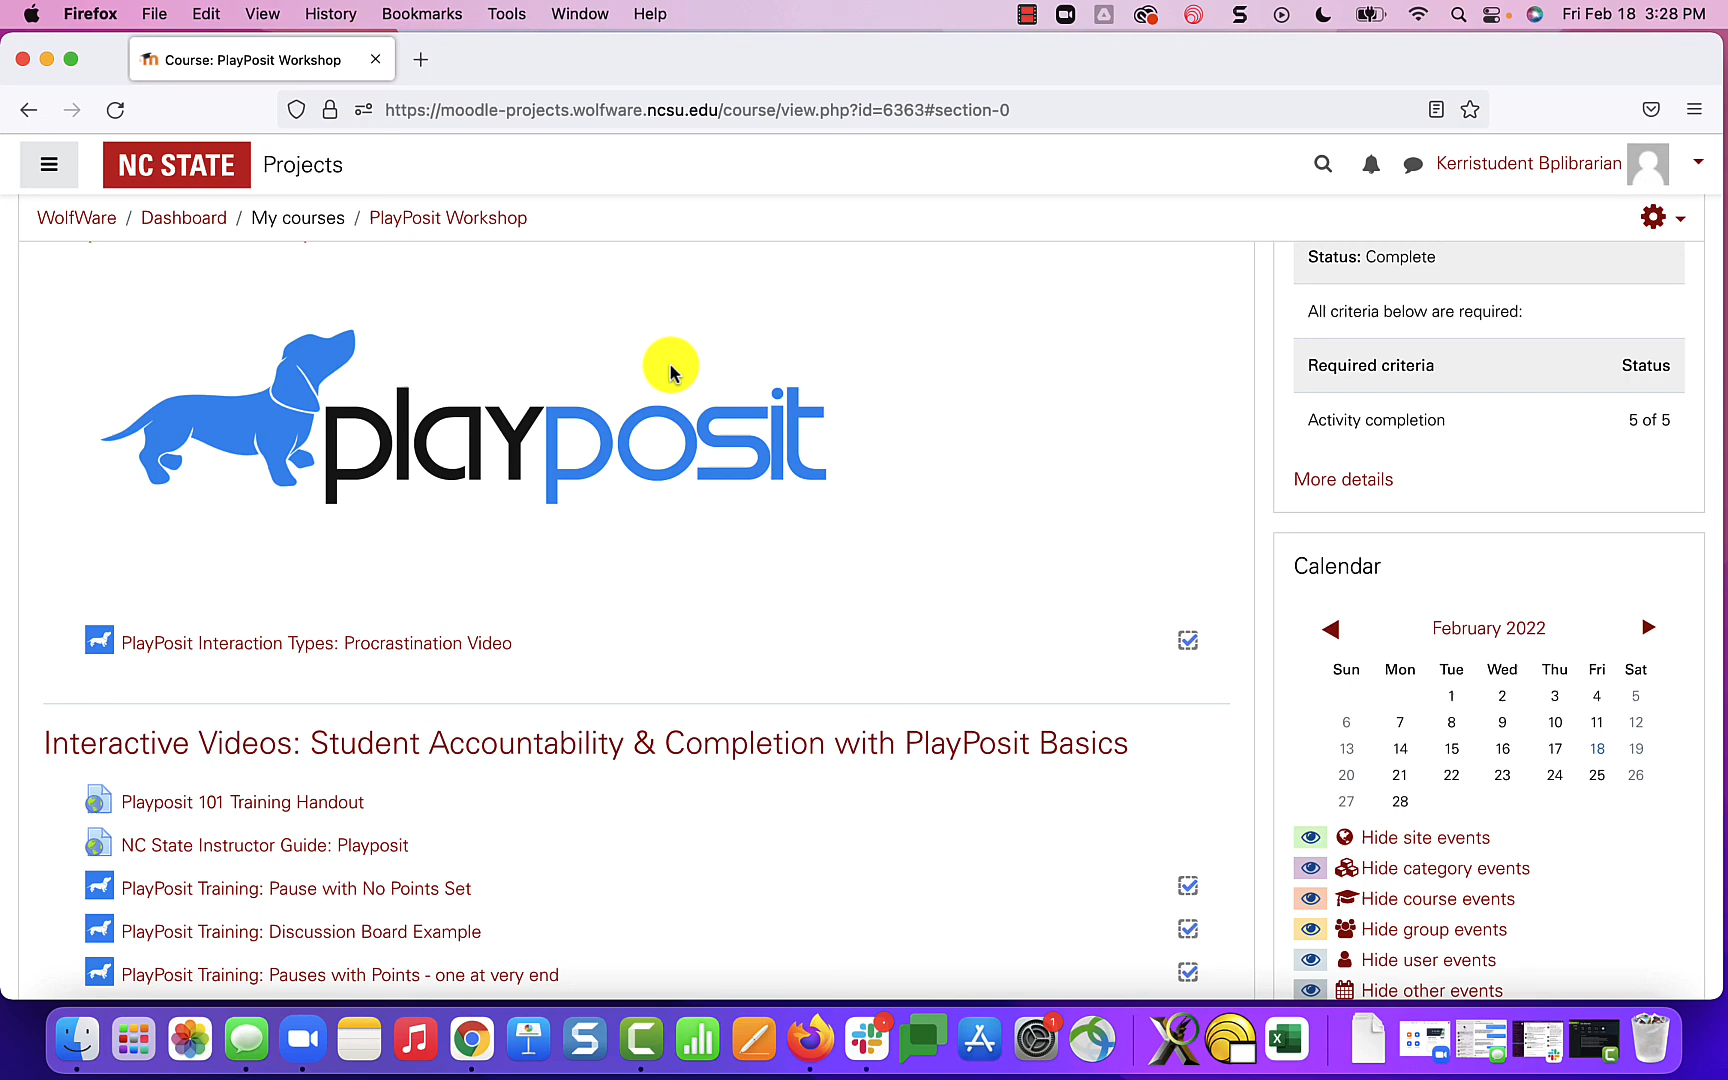 Firefox File Edit View History Bookmarks Tools Window Help Fri Feb 18 3:28 PM
Course: PlayPosit Workshop
https://moodle-projects.wolfware.ncsu.edu/course/view.php?id=6363#section-0
NC STATE Projects Kerristudent Bplibrarian
WolfWare / Dashboard / My courses / PlayPosit Workshop
Status: Complete
All criteria below are required:
Required criteria Status
Activity completion 5 of 5
More details
playposit
PlayPosit Interaction Types: Procrastination Video
Interactive Videos: Student Accountability & Completion with PlayPosit Basics
Playposit 101 Training Handout
NC State Instructor Guide: Playposit
PlayPosit Training: Pause with No Points Set
PlayPosit Training: Discussion Board Example
PlayPosit Training: Pauses with Points - one at very end
Calendar
February 2022
Sun Mon Tue Wed Thu Fri Sat
1 2 3 4 5
6 7 8 9 10 11 12
13 14 15 16 17 18 19
20 21 22 23 24 25 26
27 28
Hide site events
Hide category events
Hide course events
Hide group events
Hide user events
Hide other events
1